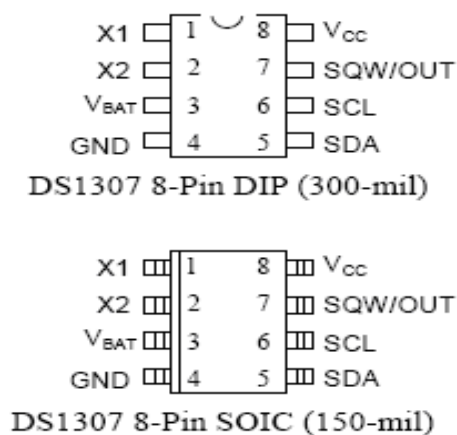 X1 1 8 VCC
X2 2 7 SQW/OUT
VBAT 3 6 SCL
GND 4 5 SDA
DS1307 8-Pin DIP (300-mil)
X1 1 8 VCC
X2 2 7 SQW/OUT
VBAT 3 6 SCL
GND 4 5 SDA
DS1307 8-Pin SOIC (150-mil)